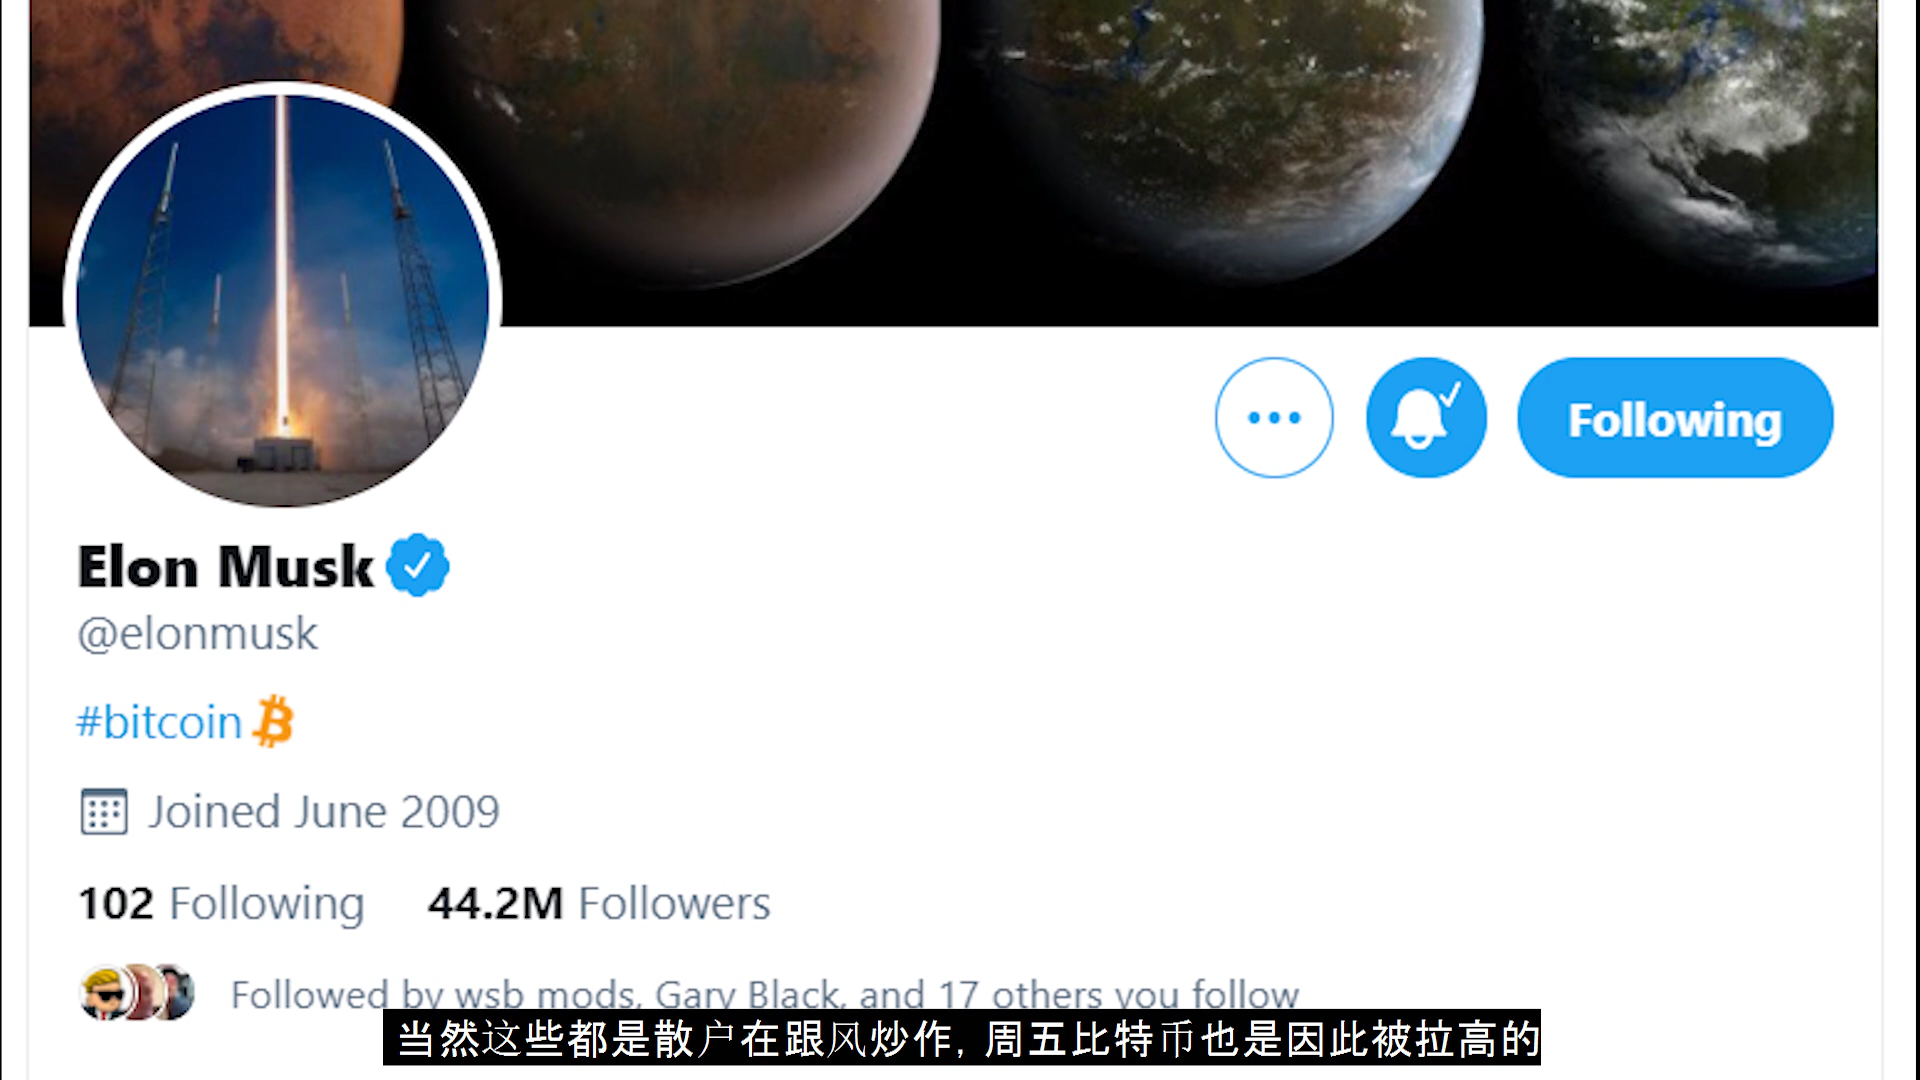 Following
Elon Musk
@elonmusk
#bitcoin
Joined June 2009
102 Following 44.2M Followers
Followed by wsb mods, Gary Black, and 17 others you follow
当然这些都是散户在跟风炒作, 周五比特币也是因此被拉高的